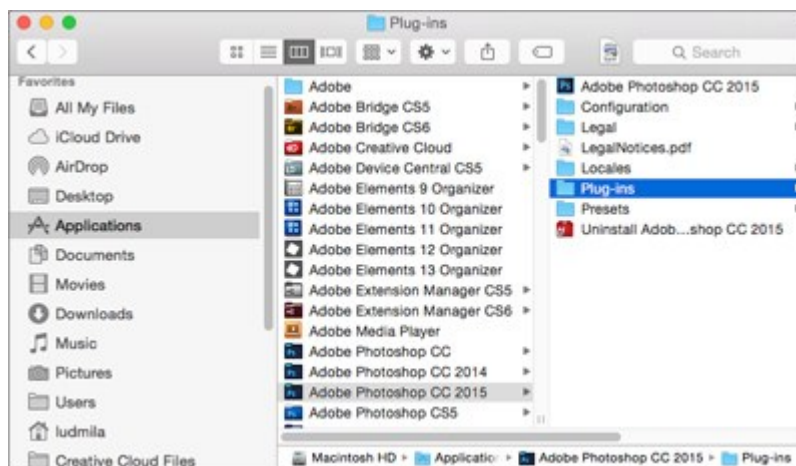 Plug-ins
Search
Favorites
All My Files
iCloud Drive
AirDrop
Desktop
Applications
Documents
Movies
Downloads
Music
Pictures
Users
ludmila
Creative Cloud Files
Adobe
Adobe Bridge CS5
Adobe Bridge CS6
Adobe Creative Cloud
Adobe Device Central CS5
Adobe Elements 9 Organizer
Adobe Elements 10 Organizer
Adobe Elements 11 Organizer
Adobe Elements 12 Organizer
Adobe Elements 13 Organizer
Adobe Extension Manager CS5
Adobe Extension Manager CS6
Adobe Media Player
Adobe Photoshop CC
Adobe Photoshop CC 2014
Adobe Photoshop CC 2015
Adobe Photoshop CS5
Adobe Photoshop CC 2015
Configuration
Legal
LegalNotices.pdf
Locales
Plug-ins
Presets
Uninstall Adob...shop CC 2015
Macintosh HD Applicatio Adobe Photoshop CC 2015 Plug-ins